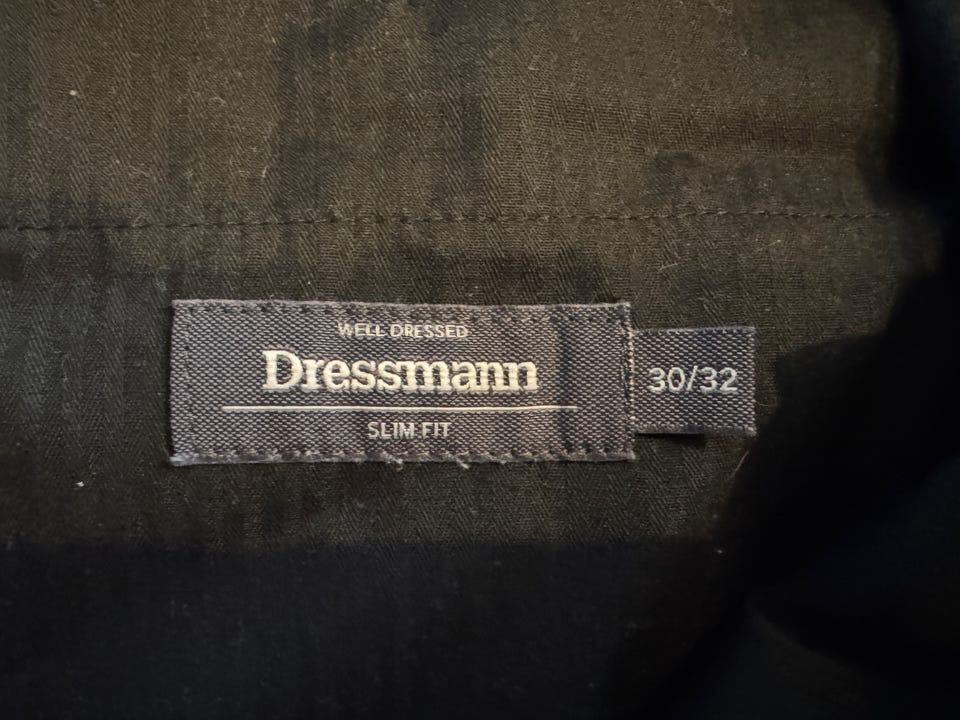 WELL DRESSED
Dressmann
SLIM FIT
30/32